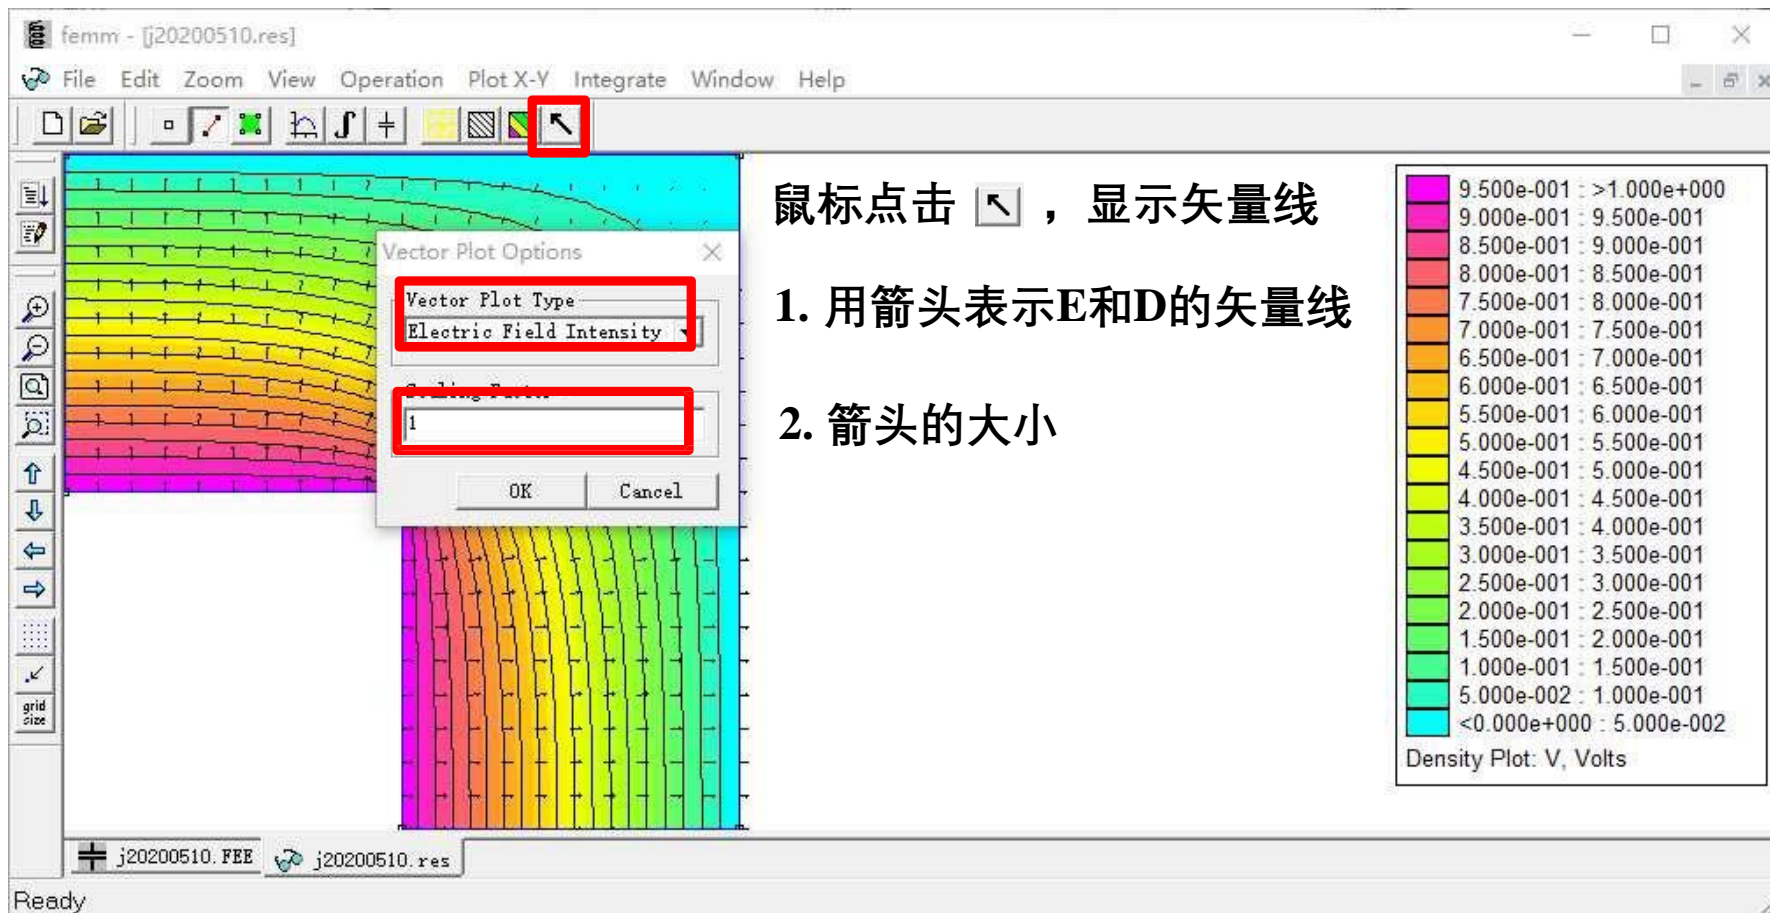 femm - [j20200510.res]
File Edit Zoom View Operation Plot X-Y Integrate Window Help
鼠标点击 ，显示矢量线
1. 用箭头表示E和D的矢量线
2. 箭头的大小
Vector Plot Options
Vector Plot Type
Electric Field Intensity
1
OK Cancel
9.500e-001 : >1.000e+000
9.000e-001 : 9.500e-001
8.500e-001 : 9.000e-001
8.000e-001 : 8.500e-001
7.500e-001 : 8.000e-001
7.000e-001 : 7.500e-001
6.500e-001 : 7.000e-001
6.000e-001 : 6.500e-001
5.500e-001 : 6.000e-001
5.000e-001 : 5.500e-001
4.500e-001 : 5.000e-001
4.000e-001 : 4.500e-001
3.500e-001 : 4.000e-001
3.000e-001 : 3.500e-001
2.500e-001 : 3.000e-001
2.000e-001 : 2.500e-001
1.500e-001 : 2.000e-001
1.000e-001 : 1.500e-001
5.000e-002 : 1.000e-001
<0.000e+000 : 5.000e-002
Density Plot: V, Volts
grid
size
j20200510.FEE j20200510.res
Ready